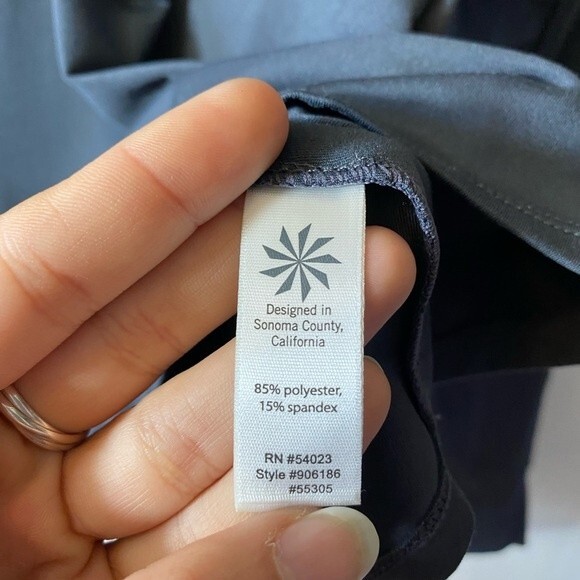 Designed in
Sonoma County,
California
85% polyester,
15% spandex
RN #54023
Style #906186
#55305